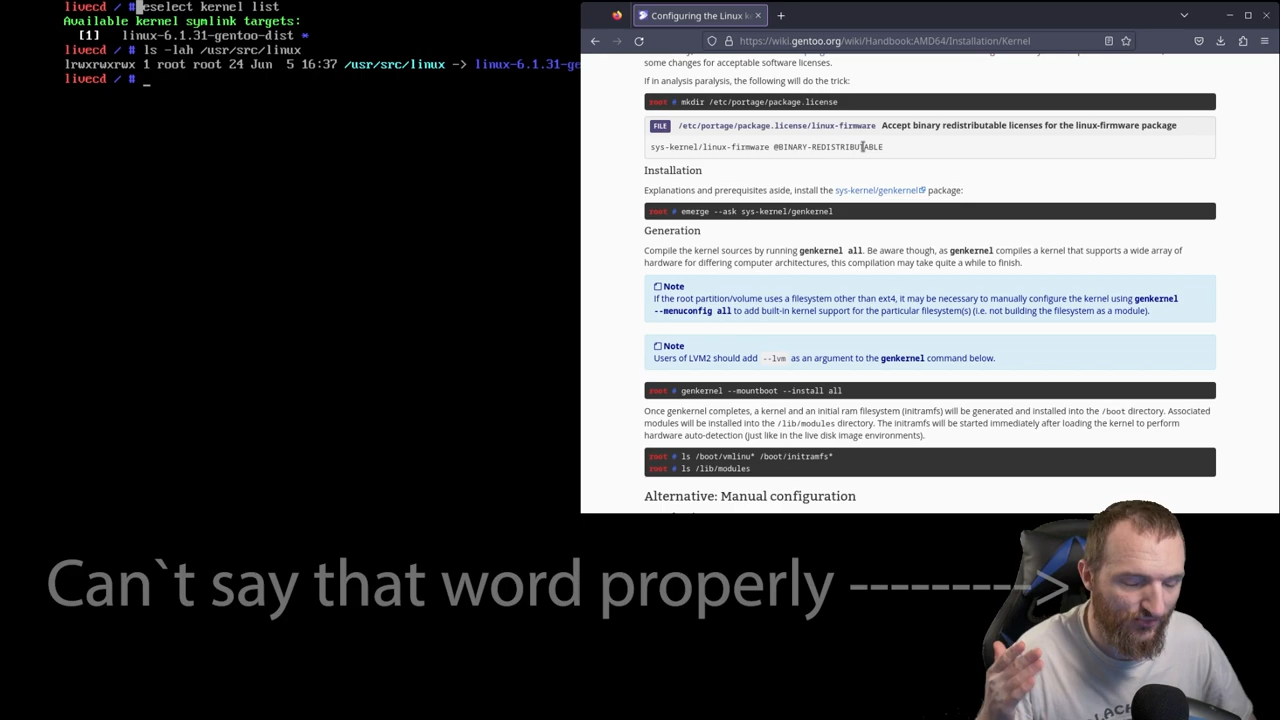 livecd / # eselect kernel list
Available kernel symlink targets:
[1] linux-6.1.31-gentoo-dist *
livecd / # ls -lah /usr/src/linux
lrwxrwxrwx 1 root root 24 Jun 5 16:37 /usr/src/linux -> linux-6.1.31-ge
livecd / # _
Configuring the Linux k
https://wiki.gentoo.org/wiki/Handbook:AMD64/Installation/Kernel
some changes for acceptable software licenses.
If in analysis paralysis, the following will do the trick:
root # mkdir /etc/portage/package.license
FILE /etc/portage/package.license/linux-firmware Accept binary redistributable licenses for the linux-firmware package
sys-kernel/linux-firmware @BINARY-REDISTRIBUTABLE
Installation
Explanations and prerequisites aside, install the sys-kernel/genkernel package:
root # emerge --ask sys-kernel/genkernel
Generation
Compile the kernel sources by running genkernel all. Be aware though, as genkernel compiles a kernel that supports a wide array of
hardware for differing computer architectures, this compilation may take quite a while to finish.
Note
If the root partition/volume uses a filesystem other than ext4, it may be necessary to manually configure the kernel using genkernel
--menuconfig all to add built-in kernel support for the particular filesystem(s) (i.e. not building the filesystem as a module).
Note
Users of LVM2 should add --lvm as an argument to the genkernel command below.
root # genkernel --mountboot --install all
Once genkernel completes, a kernel and an initial ram filesystem (initramfs) will be generated and installed into the /boot directory. Associated
modules will be installed into the /lib/modules directory. The initramfs will be started immediately after loading the kernel to perform
hardware auto-detection (just like in the live disk image environments).
root # ls /boot/vmlinu* /boot/initramfs*
root # ls /lib/modules
Alternative: Manual configuration
Can`t say that word properly --------->